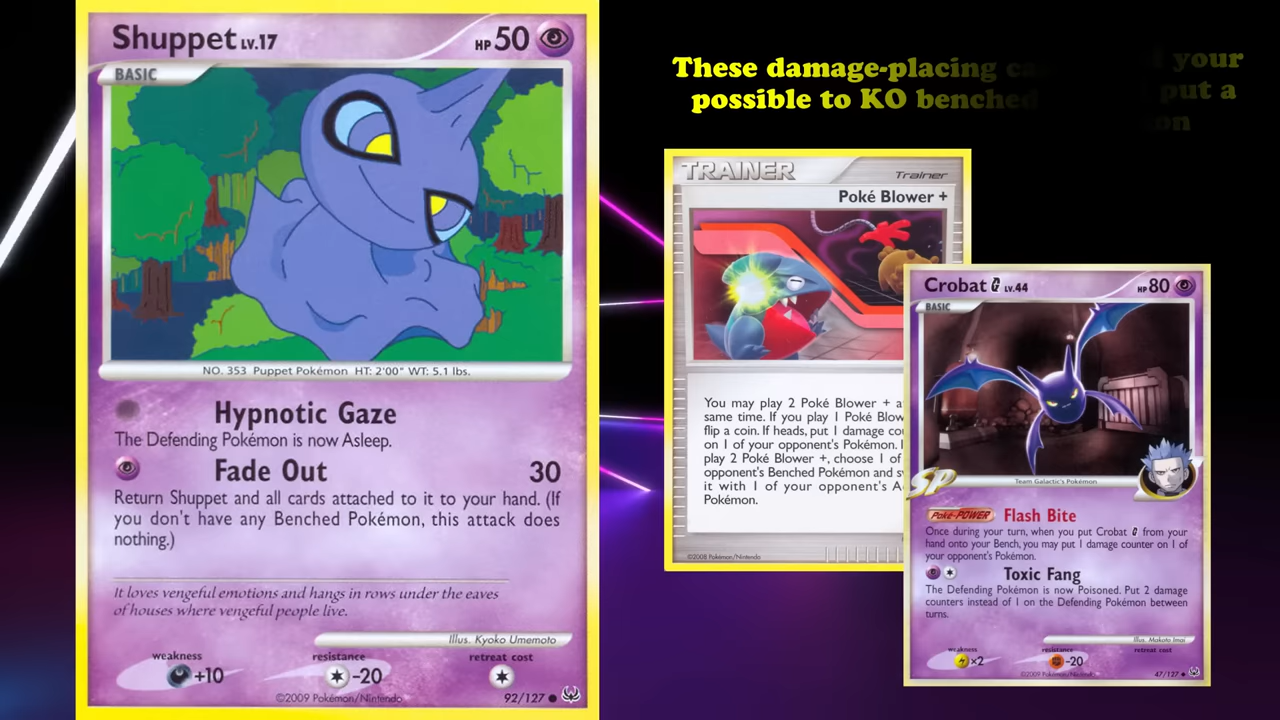 Shuppet LV.17
HP 50
BASIC
NO. 353 Puppet Pokémon HT: 2'00" WT: 5.1 lbs.
Hypnotic Gaze
The Defending Pokémon is now Asleep.
Fade Out 30
Return Shuppet and all cards attached to it to your hand. (If
you don't have any Benched Pokémon, this attack does
nothing.)
It loves vengeful emotions and hangs in rows under the eaves
of houses where vengeful people live.
Illus. Kyoko Umemoto
weakness resistance retreat cost
+10 -20
©2009 Pokémon/Nintendo 92/127
These damage-placing your
possible to KO benched put a
TRAINER Trainer
Poké Blower +
You may play 2 Poké Blower +
same time. If you play 1 Poké
flip a coin. If heads, put 1 damage
on 1 of your opponent's Pokémon.
play 2 Poké Blower +, choose 1 of
opponent's Benched Pokémon and
it with 1 of your opponent's
Pokémon.
©2008 Pokémon/Nintendo
Crobat G LV.44
HP 80
BASIC
SP
Team Galactic's Pokémon
Poké-POWER Flash Bite
Once during your turn, when you put Crobat G from your
hand onto your Bench, you may put 1 damage counter on 1 of
your opponent's Pokémon.
Toxic Fang
The Defending Pokémon is now Poisoned. Put 2 damage
counters instead of 1 on the Defending Pokémon between
turns.
Illus. Makoto Imai
weakness resistance retreat cost
×2 -20
©2009 Pokémon/Nintendo 47/127